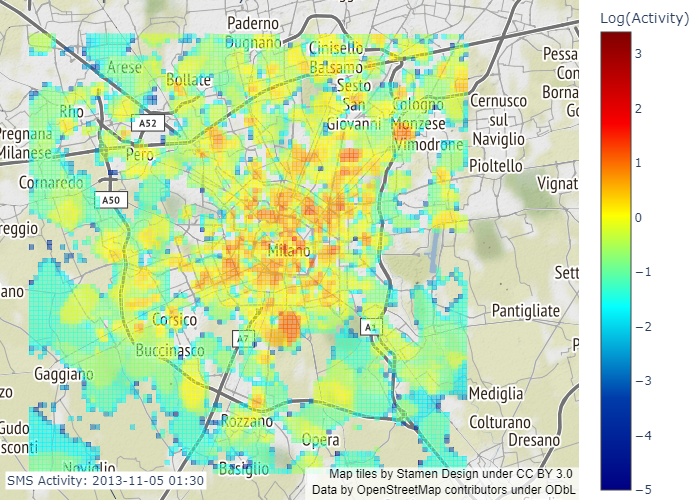 Log(Activity)
3
2
1
0
−1
−2
−3
−4
−5
Paderno
Dugnano
Cinisello
Balsamo
Arese
Bollate
Sesto
San
Giovanni
Cologno
Monzese
Vimodrone
Cernusco
sul
Naviglio
Pessa
Con
Borna
Go
Rho
A52
Pregnana
Milanese
Pero
Pioltello
Cornaredo
A50
Vignat
reggio
Milano
Sett
ano
Pantigliate
Corsico
A7
A1
P
Buccinasco
Gaggiano
Mediglia
zo
Rozzano
Colturano
Dresano
Gudo
sconti
Opera
Noviglio
Basiglio
SMS Activity: 2013-11-05 01:30
Map tiles by Stamen Design under CC BY 3.0
Data by OpenStreetMap contributors under ODbL